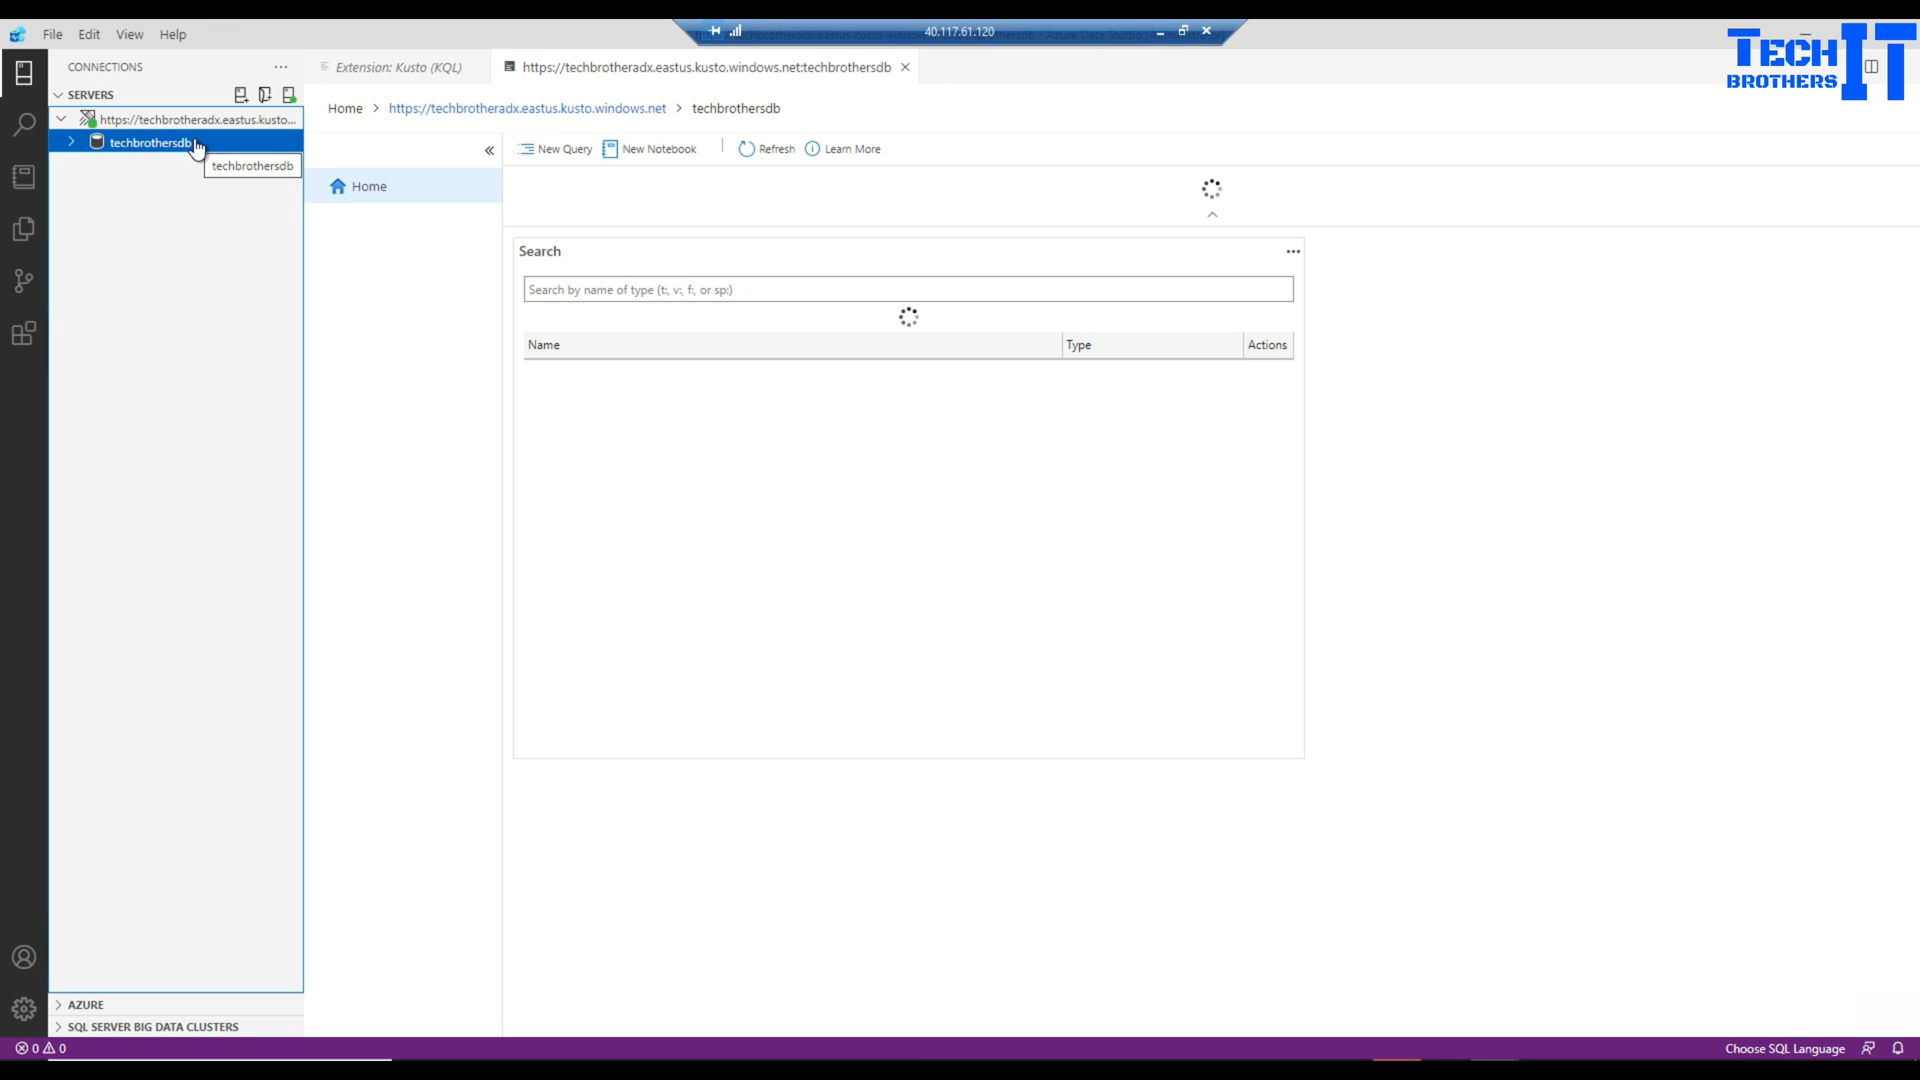 File Edit View Help
40.117.61.120
TECH IT
BROTHERS
CONNECTIONS
Extension: Kusto (KQL)
https://techbrotheradx.eastus.kusto.windows.net:techbrothersdb
SERVERS
https://techbrotheradx.eastus.kusto...
techbrothersdb
techbrothersdb
Home > https://techbrotheradx.eastus.kusto.windows.net > techbrothersdb
New Query New Notebook Refresh Learn More
Home
Search
Search by name of type (t:, v:, f:, or sp:)
Name Type Actions
AZURE
SQL SERVER BIG DATA CLUSTERS
0 0
Choose SQL Language